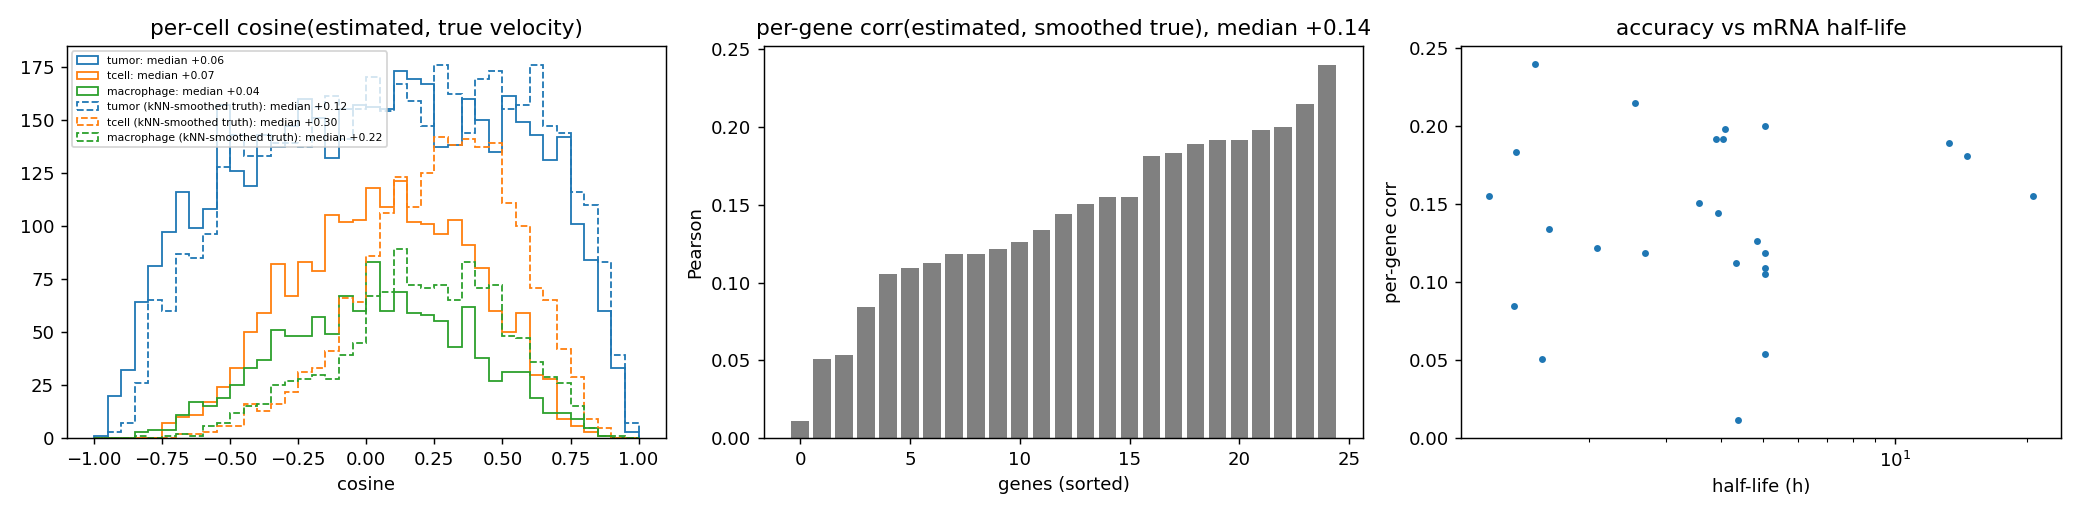 per-cell cosine(estimated, true velocity)
175
150
125
100
75
50
25
0
tumor: median +0.06
tcell: median +0.07
macrophage: median +0.04
tumor (kNN-smoothed truth): median +0.12
tcell (kNN-smoothed truth): median +0.30
macrophage (kNN-smoothed truth): median +0.22
−1.00 −0.75 −0.50 −0.25 0.00 0.25 0.50 0.75 1.00
cosine
per-gene corr(estimated, smoothed true), median +0.14
Pearson
0.25
0.20
0.15
0.10
0.05
0.00
0 5 10 15 20 25
genes (sorted)
accuracy vs mRNA half-life
per-gene corr
0.25
0.20
0.15
0.10
0.05
0.00
10¹
half-life (h)